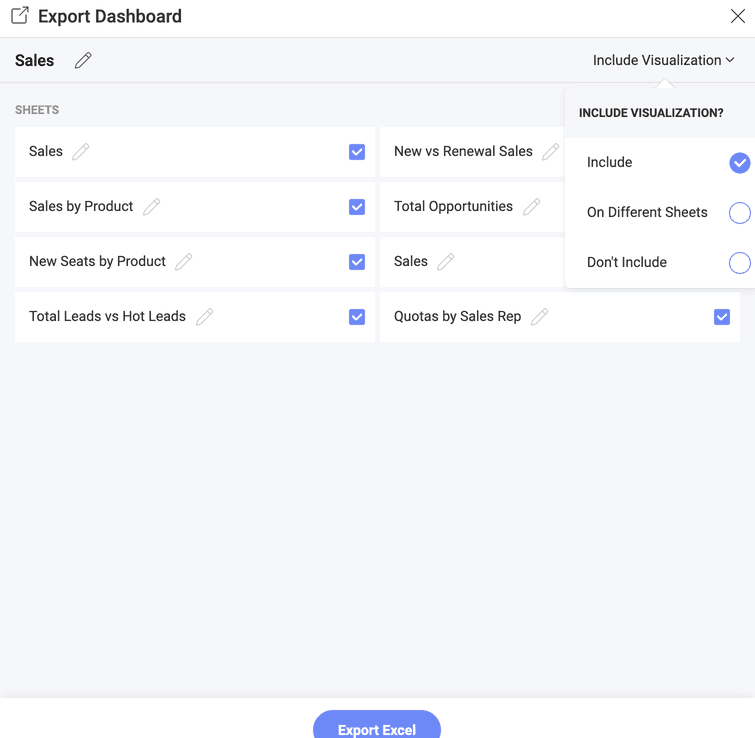 Export Dashboard
Sales
Include Visualization
SHEETS
INCLUDE VISUALIZATION?
Sales
New vs Renewal Sales
Include
Sales by Product
Total Opportunities
On Different Sheets
New Seats by Product
Sales
Don't Include
Total Leads vs Hot Leads
Quotas by Sales Rep
Export Excel